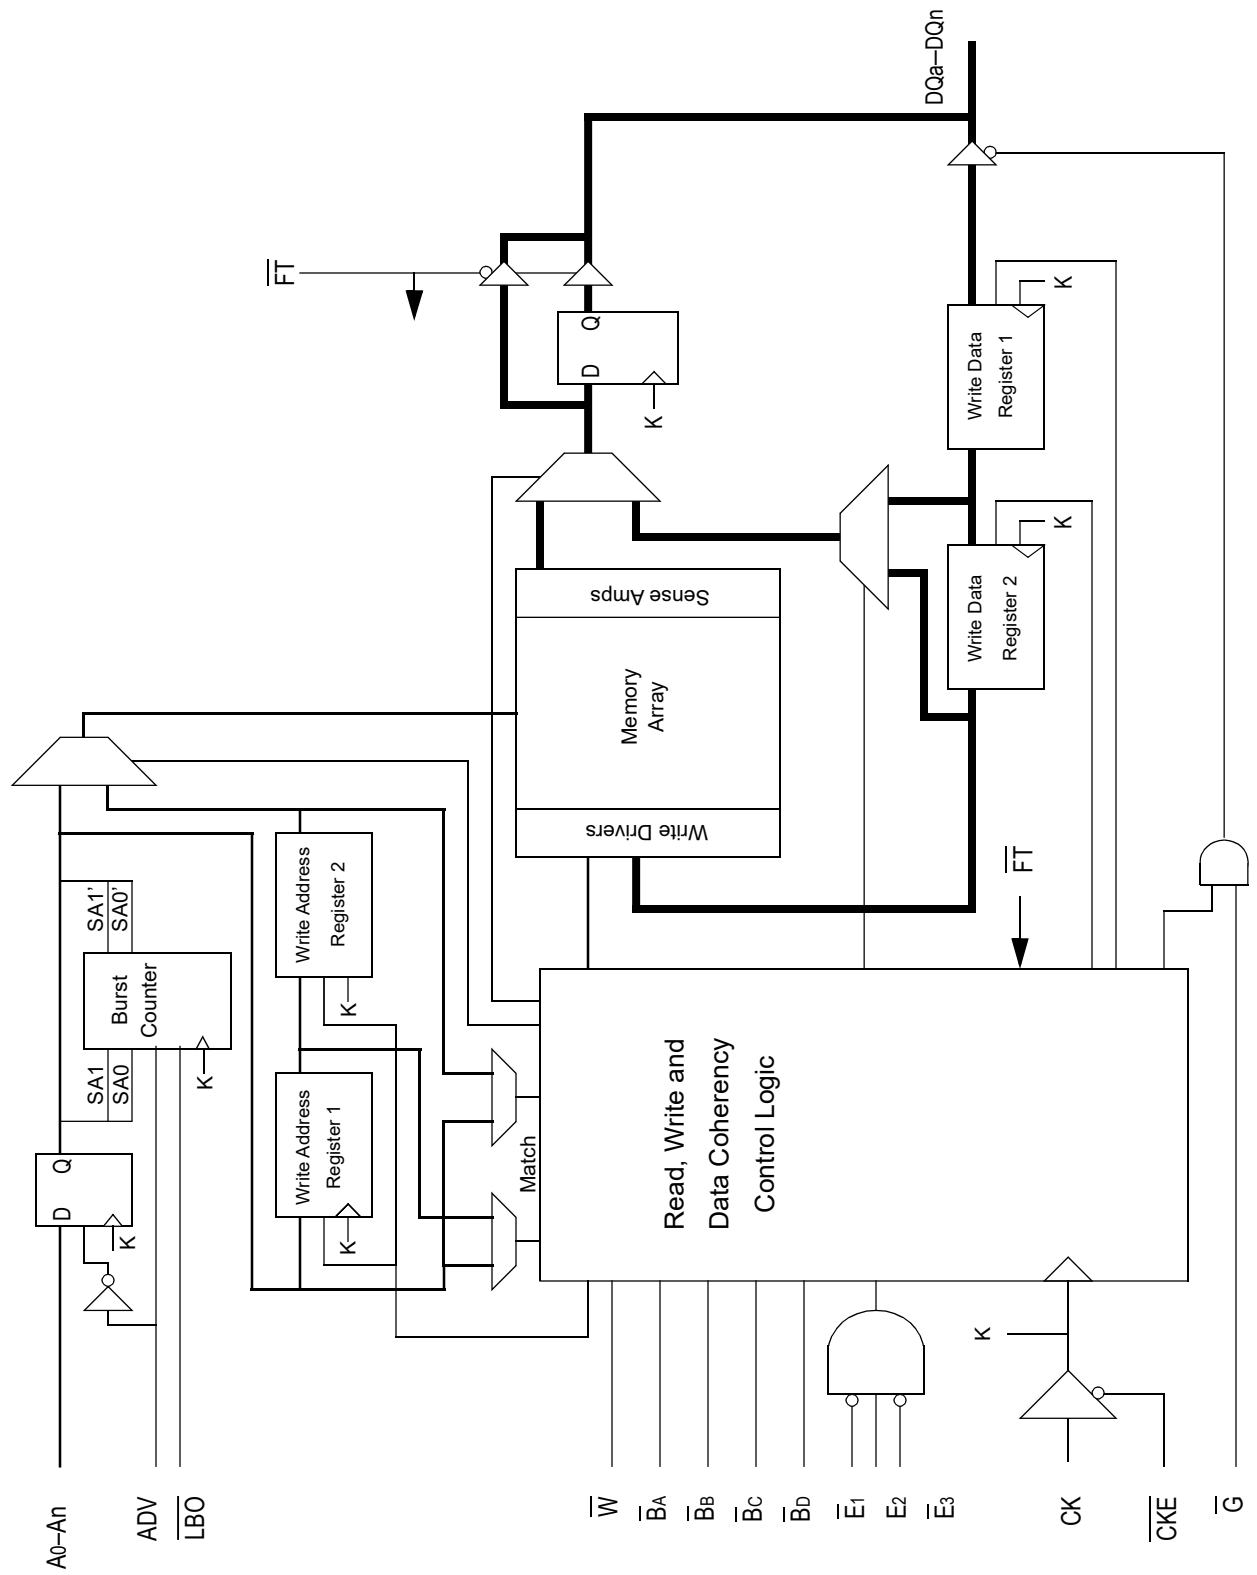 A0–An
D Q
K
SA1
SA0
Burst
Counter
SA1’
SA0’
K
ADV
LBO
FT
Write Address
Register 1
K
Write Address
Register 2
K
Match
D Q
K
Write Drivers
Memory
Array
Sense Amps
W
BA
BB
BC
BD
E1
E2
E3
Read, Write and
Data Coherency
Control Logic
DQa–DQn
Write Data
Register 2
K
Write Data
Register 1
K
FT
K
CK
CKE
G